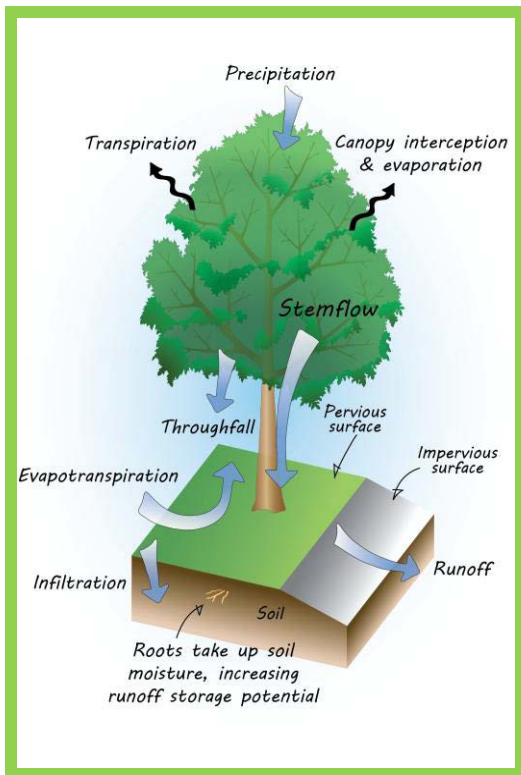 Precipitation
Transpiration
Canopy interception
& evaporation
Stemflow
Throughfall
Pervious
surface
Impervious
surface
Evapotranspiration
Infiltration
Runoff
Soil
Roots take up soil
moisture, increasing
runoff storage potential